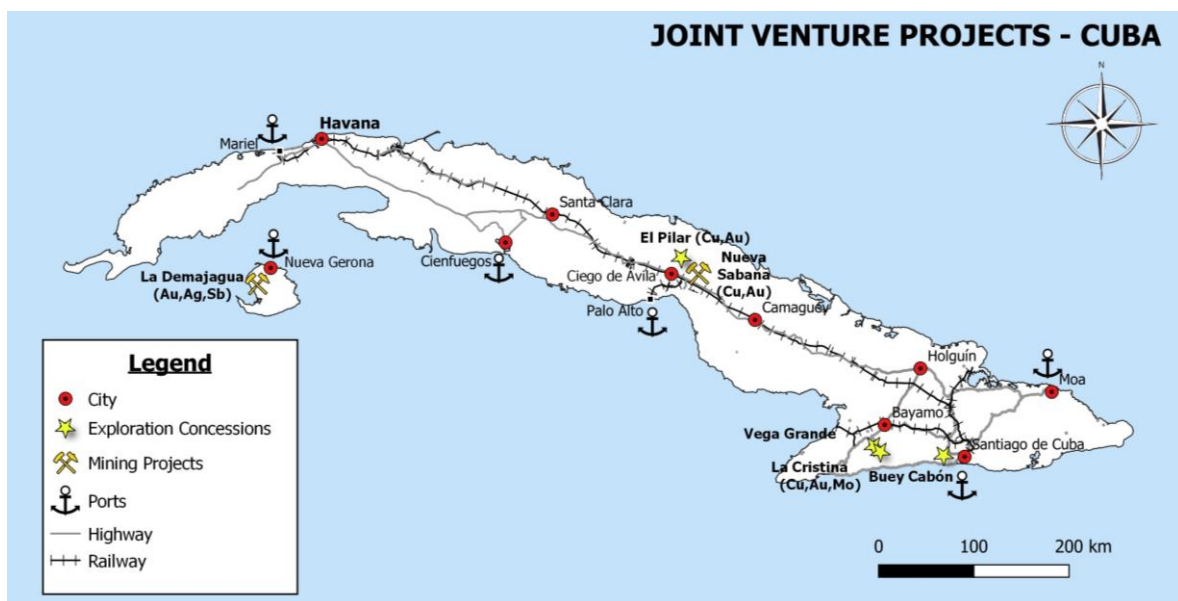 JOINT VENTURE PROJECTS - CUBA
N
Havana
Mariel
Santa Clara
El Pilar (Cu,Au)
Nueva
Sabana
(Cu,Au)
Nueva Gerona
Cienfuegos
Ciego de Ávila
La Demajagua
(Au,Ag,Sb)
Palo Alto
Camagüey
Holguín
Moa
Bayamo
Vega Grande
Santiago de Cuba
La Cristina
(Cu,Au,Mo)
Buey Cabón
Legend
City
Exploration Concessions
Mining Projects
Ports
Highway
Railway
0 100 200 km